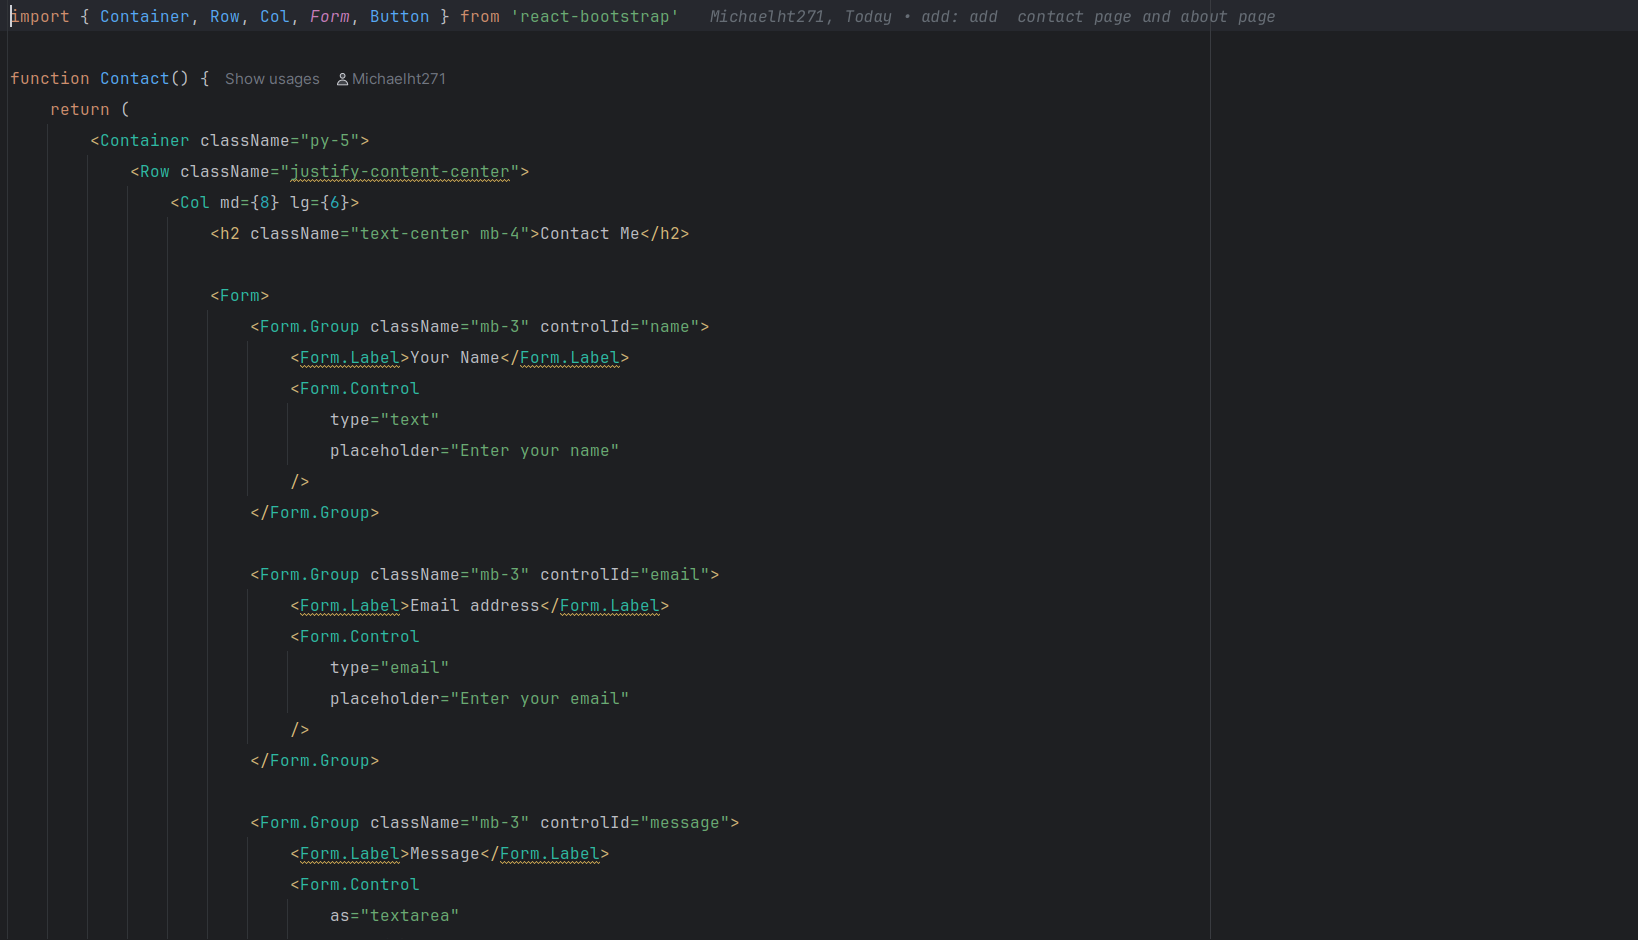 import { Container, Row, Col, Form, Button } from 'react-bootstrap' Michaelht271, Today • add: add  contact page and about page
function Contact() { Show usages Michaelht271
return (
<Container className="py-5">
<Row className="justify-content-center">
<Col md={8} lg={6}>
<h2 className="text-center mb-4">Contact Me</h2>
<Form>
<Form.Group className="mb-3" controlId="name">
<Form.Label>Your Name</Form.Label>
<Form.Control
type="text"
placeholder="Enter your name"
/>
</Form.Group>
<Form.Group className="mb-3" controlId="email">
<Form.Label>Email address</Form.Label>
<Form.Control
type="email"
placeholder="Enter your email"
/>
</Form.Group>
<Form.Group className="mb-3" controlId="message">
<Form.Label>Message</Form.Label>
<Form.Control
as="textarea"